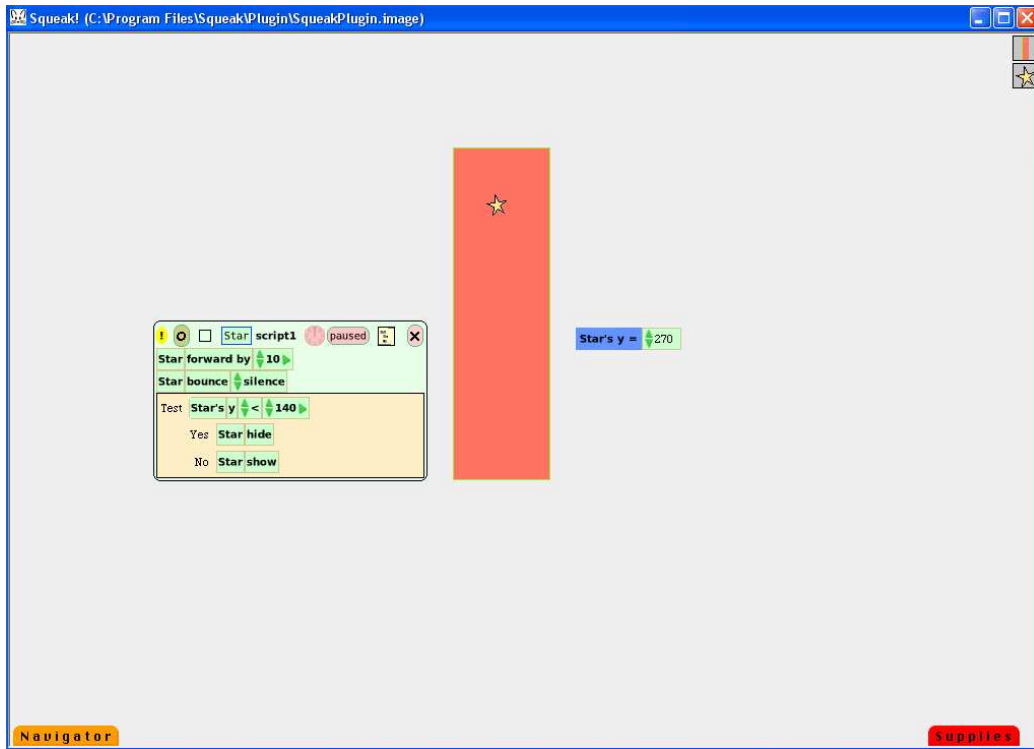 Squeak! (C:\Program Files\Squeak\Plugin\SqueakPlugin.image)
! Star script1 paused
Star forward by 10
Star bounce silence
Test Star's y < 140
Yes Star hide
No Star show
Star's y = 270
Navigator
Supplies